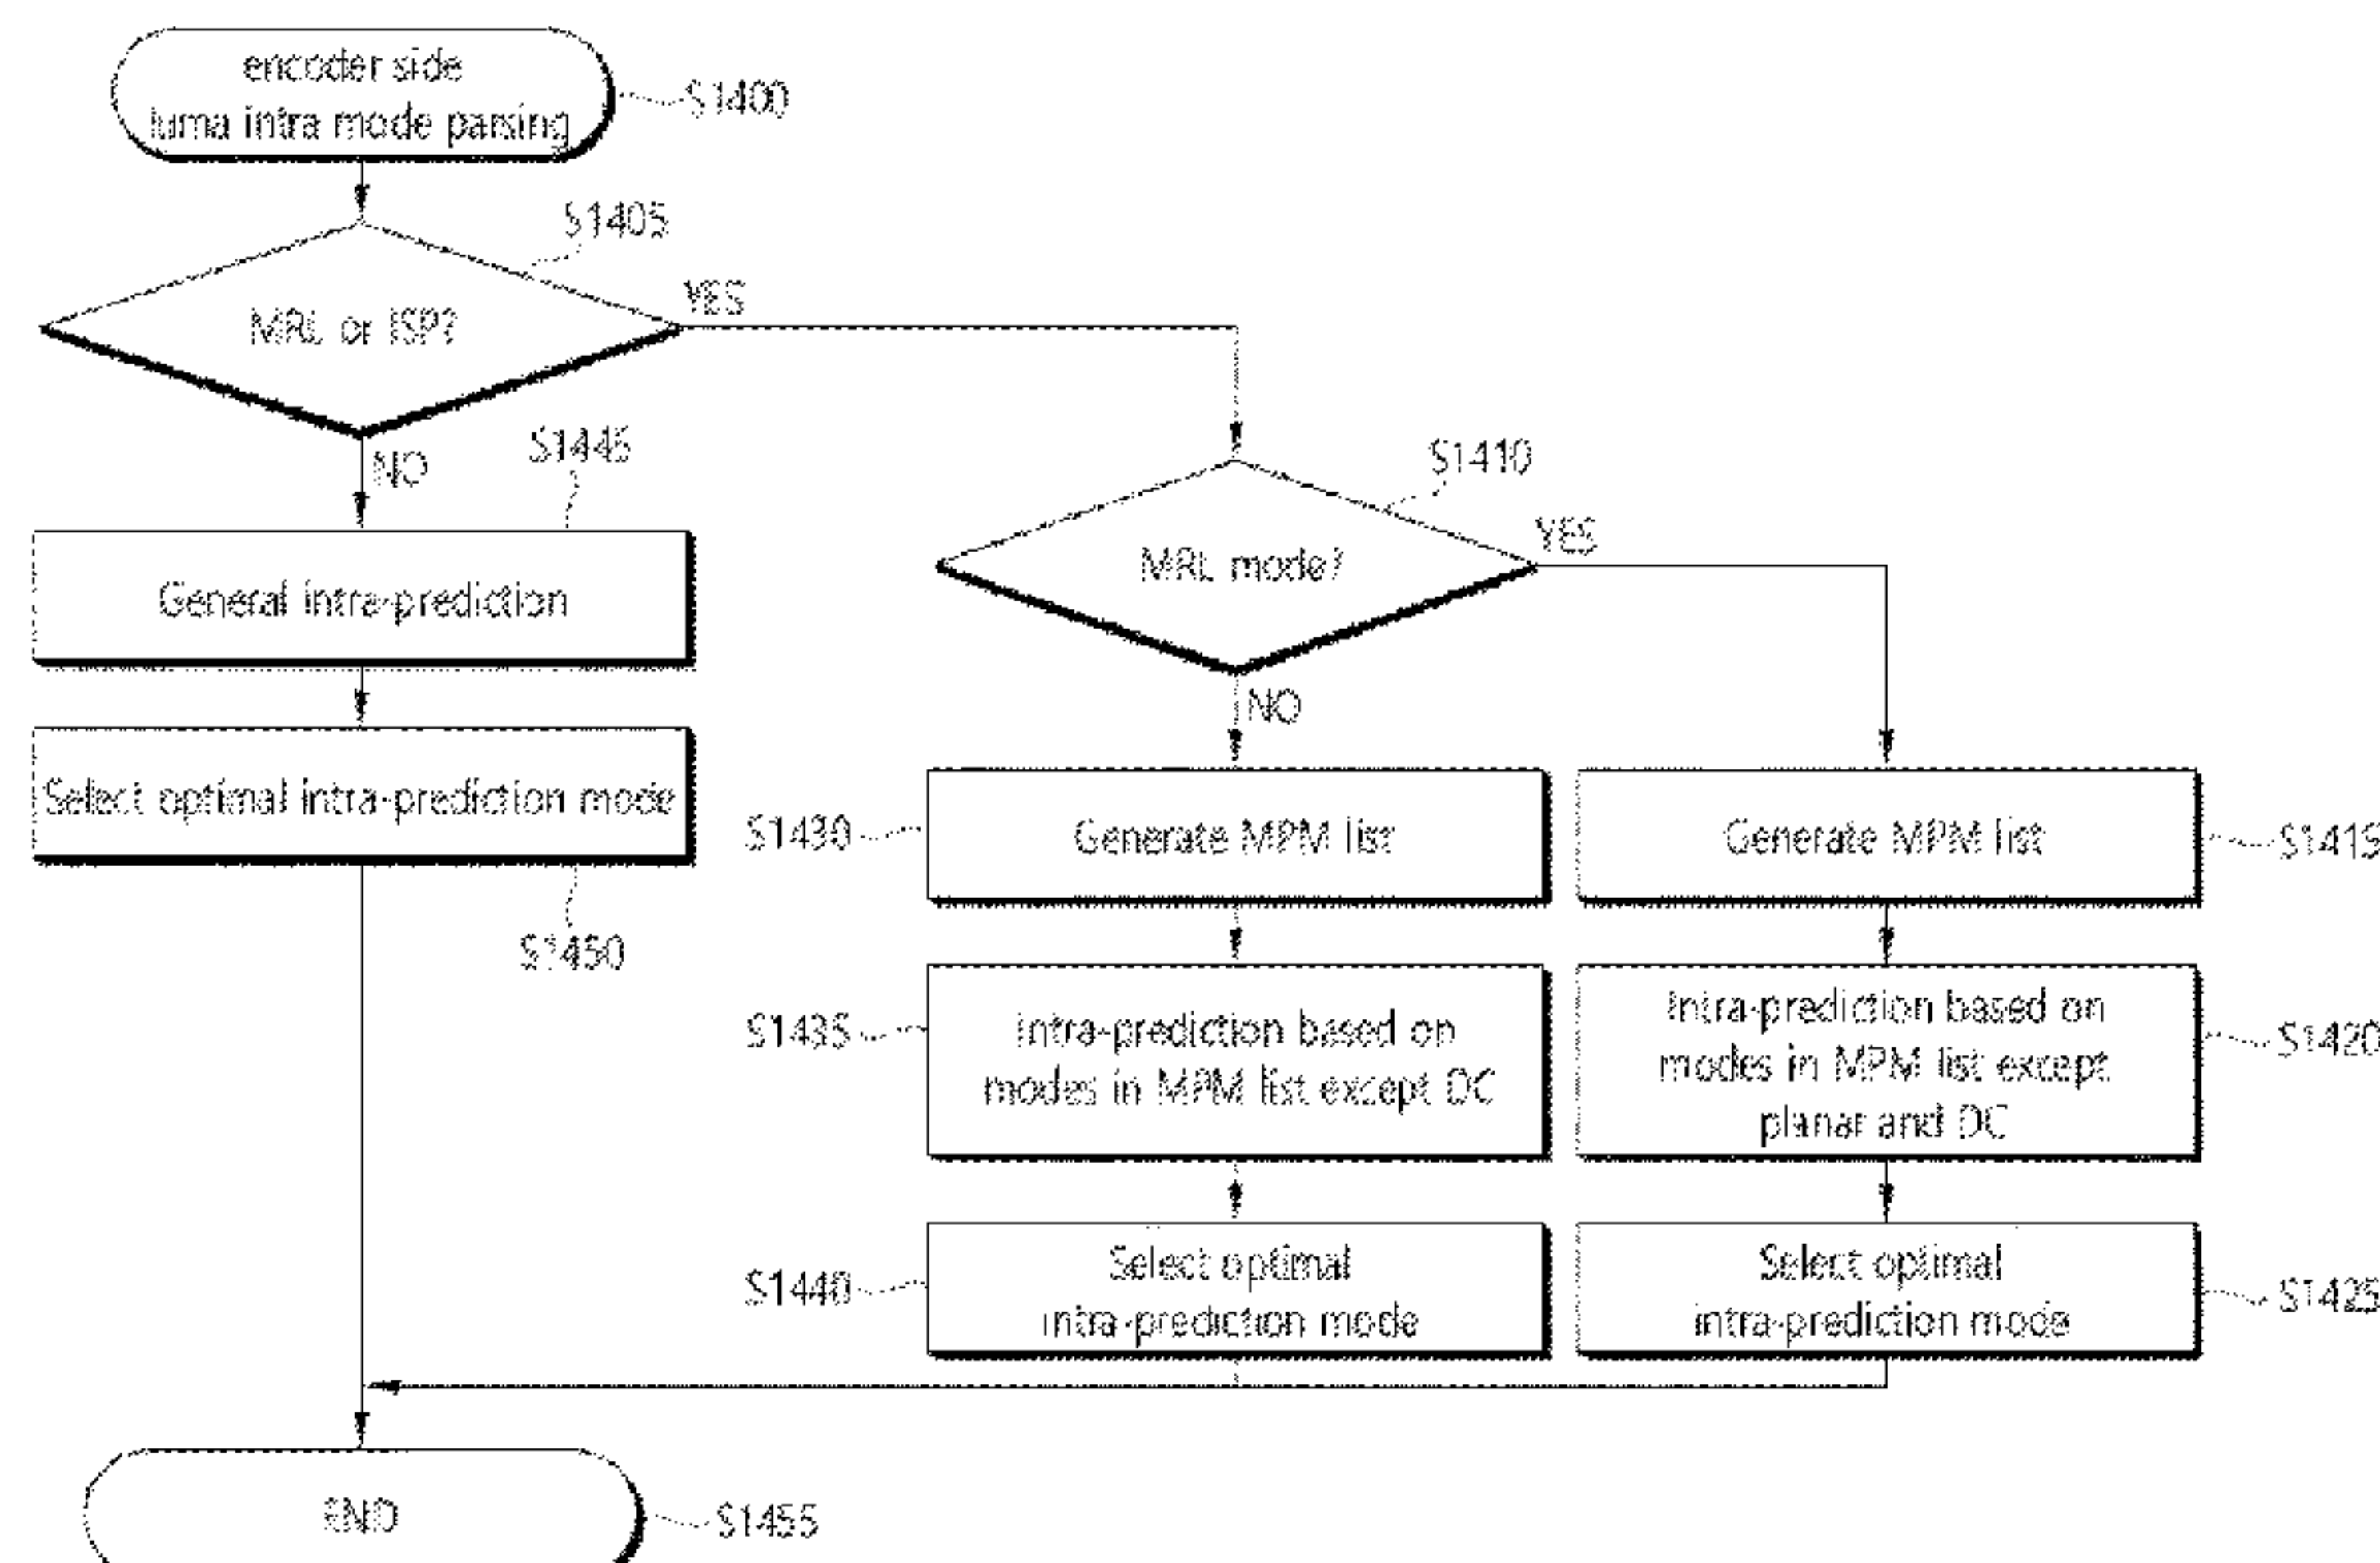 encoder side
luma intra mode parsing
S1400
S1405
MRL or ISP?
YES
NO
S1445
General intra-prediction
Select optimal intra-prediction mode
S1450
S1410
MRL mode?
YES
NO
S1430
Generate MPM list
Generate MPM list
S1415
S1435
Intra-prediction based on
modes in MPM list except DC
Intra-prediction based on
modes in MPM list except
planar and DC
S1420
S1440
Select optimal
intra-prediction mode
Select optimal
intra-prediction mode
S1425
END
S1455